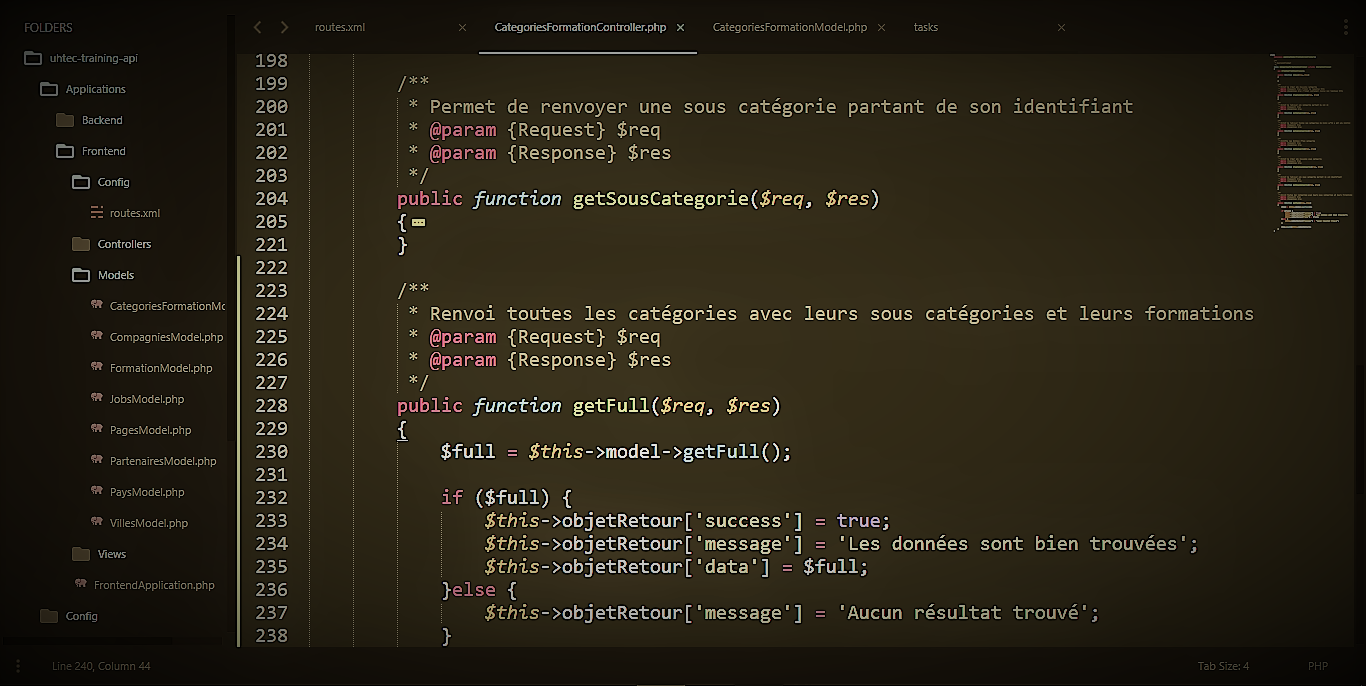 FOLDERS
uhtec-training-api
Applications
Backend
Frontend
Config
routes.xml
Controllers
Models
CategoriesFormationMo
CompagniesModel.php
FormationModel.php
JobsModel.php
PagesModel.php
PartenairesModel.php
PaysModel.php
VillesModel.php
Views
FrontendApplication.php
Config
routes.xml × CategoriesFormationController.php × CategoriesFormationModel.php × tasks ×
198
199 /**
200 * Permet de renvoyer une sous catégorie partant de son identifiant
201 * @param {Request} $req
202 * @param {Response} $res
203 */
204 public function getSousCategorie($req, $res)
205 {
221 }
222
223 /**
224 * Renvoi toutes les catégories avec leurs sous catégories et leurs formations
225 * @param {Request} $req
226 * @param {Response} $res
227 */
228 public function getFull($req, $res)
229 {
230 $full = $this->model->getFull();
231
232 if ($full) {
233 $this->objetRetour['success'] = true;
234 $this->objetRetour['message'] = 'Les données sont bien trouvées';
235 $this->objetRetour['data'] = $full;
236 }else {
237 $this->objetRetour['message'] = 'Aucun résultat trouvé';
238 }
Line 240, Column 44 Tab Size: 4 PHP